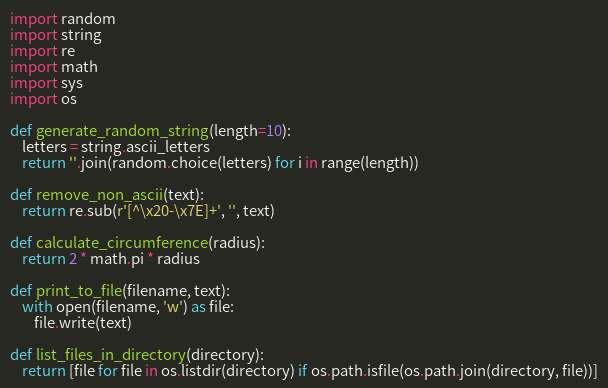 import random
import string
import re
import math
import sys
import os

def generate_random_string(length=10):
    letters = string.ascii_letters
    return ''.join(random.choice(letters) for i in range(length))

def remove_non_ascii(text):
    return re.sub(r'[^\x20-\x7E]+', '', text)

def calculate_circumference(radius):
    return 2 * math.pi * radius

def print_to_file(filename, text):
    with open(filename, 'w') as file:
        file.write(text)

def list_files_in_directory(directory):
    return [file for file in os.listdir(directory) if os.path.isfile(os.path.join(directory, file))]